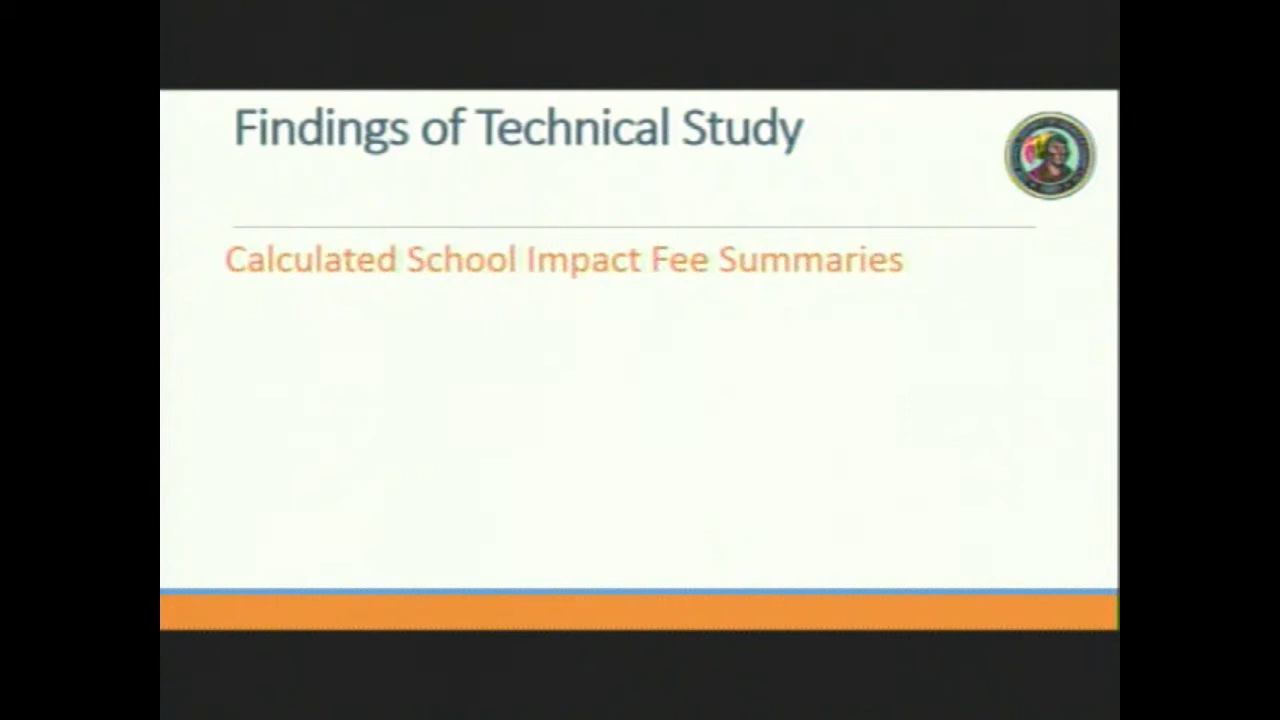 Findings of Technical Study
Calculated School Impact Fee Summaries